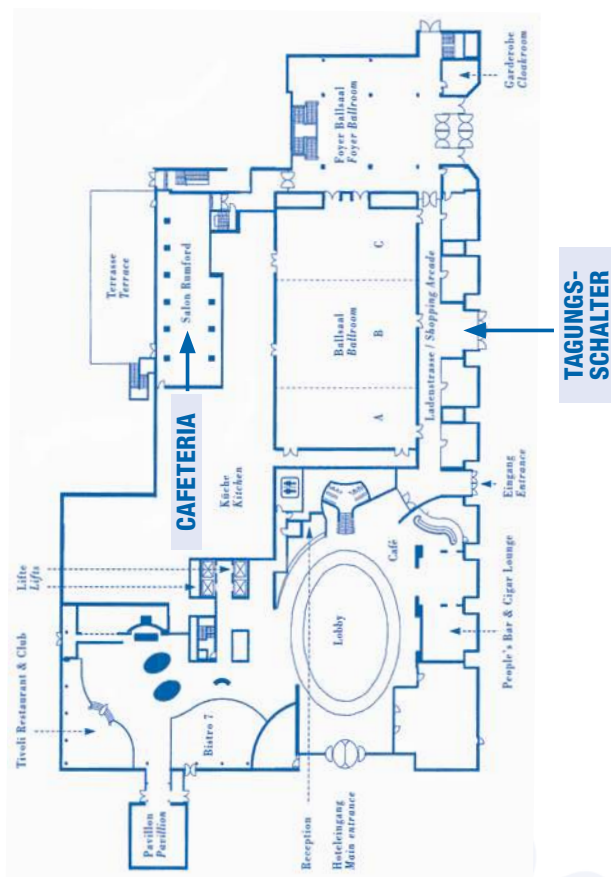 Tivoli Restaurant & Club
Lifte
Lifts
Terrasse
Terrace
Pavillon
Pavillion
CAFETERIA
Salon Rumford
Bistro 7
Küche
Kitchen
Reception
Hoteleingang
Main entrance
Lobby
Café
Ballsaal
Ballroom
A
B
C
Foyer Ballsaal
Foyer Ballroom
Ladenstrasse / Shopping Arcade
People's Bar & Cigar Lounge
Eingang
Entrance
Garderobe
Cloakroom
TAGUNGS-
SCHALTER